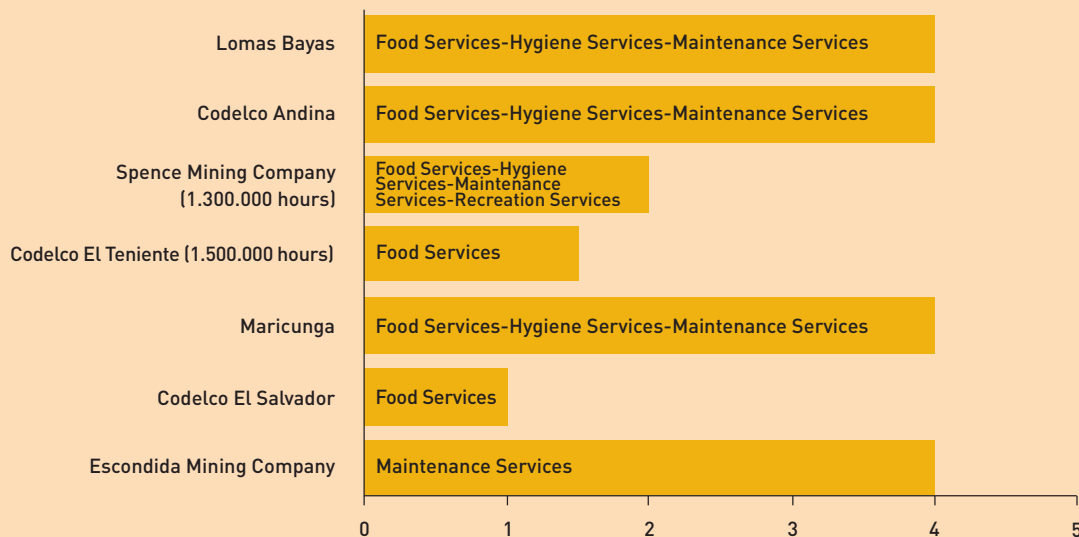 Lomas Bayas
Food Services-Hygiene Services-Maintenance Services
Codelco Andina
Food Services-Hygiene Services-Maintenance Services
Spence Mining Company
(1.300.000 hours)
Food Services-Hygiene
Services-Maintenance
Services-Recreation Services
Codelco El Teniente (1.500.000 hours)
Food Services
Maricunga
Food Services-Hygiene Services-Maintenance Services
Codelco El Salvador
Food Services
Escondida Mining Company
Maintenance Services
0 1 2 3 4 5